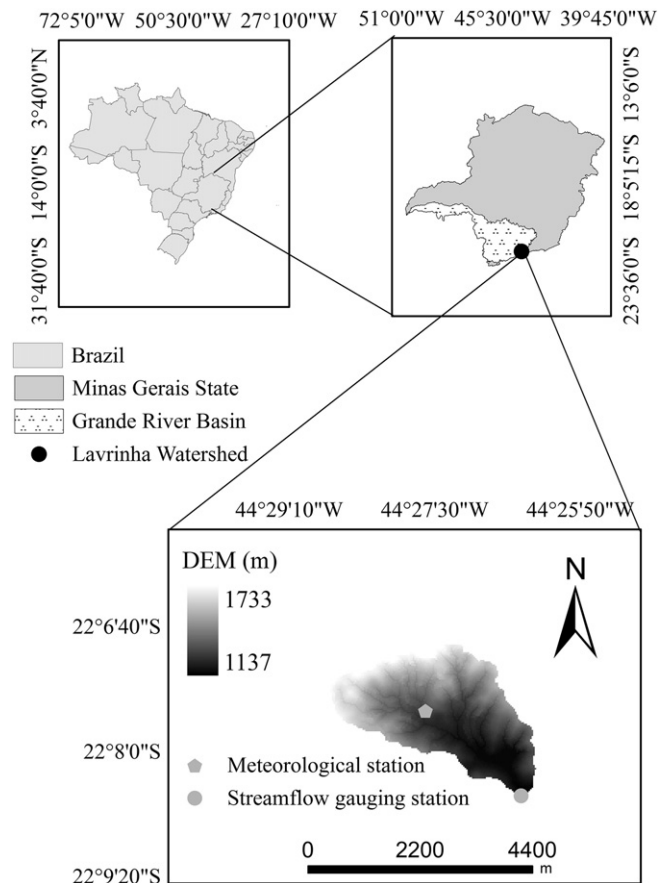 72°5'0"W 50°30'0"W 27°10'0"W
3°40'0"N
14°0'0"S
31°40'0"S
51°0'0"W 45°30'0"W 39°45'0"W
13°6'0"S
18°5'15"S
23°36'0"S
Brazil
Minas Gerais State
Grande River Basin
Lavrinha Watershed
44°29'10"W 44°27'30"W 44°25'50"W
DEM (m)
1733
1137
N
22°6'40"S
22°8'0"S
22°9'20"S
Meteorological station
Streamflow gauging station
0 2200 4400
m